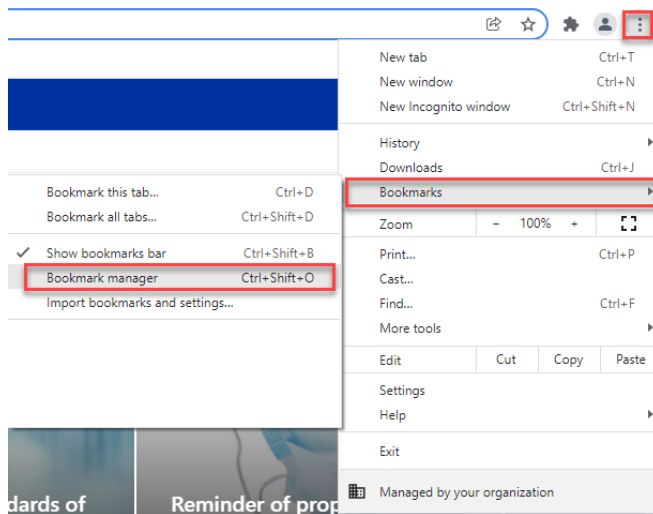 New tab Ctrl+T
New window Ctrl+N
New Incognito window Ctrl+Shift+N
History
Downloads Ctrl+J
Bookmarks
Bookmark this tab... Ctrl+D
Bookmark all tabs... Ctrl+Shift+D
Show bookmarks bar Ctrl+Shift+B
Bookmark manager Ctrl+Shift+O
Import bookmarks and settings...
Zoom - 100% +
Print... Ctrl+P
Cast...
Find... Ctrl+F
More tools
Edit Cut Copy Paste
Settings
Help
Exit
Managed by your organization
dards of
Reminder of prop